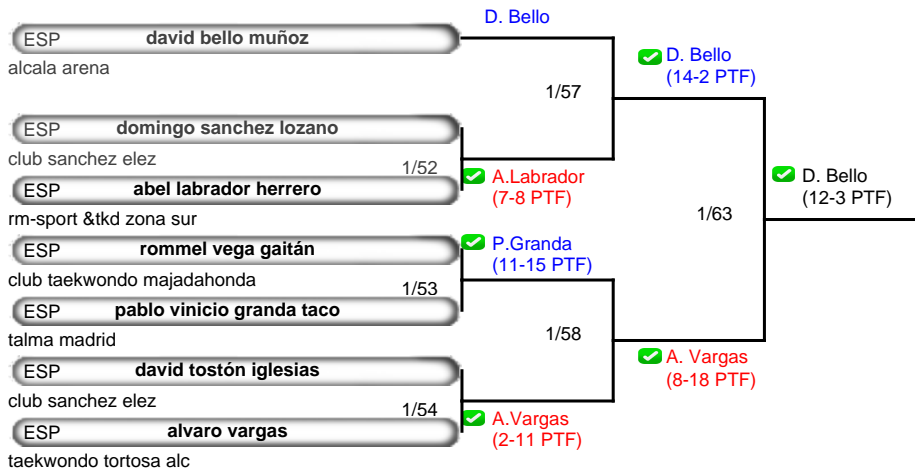 D. Bello
ESP david bello muñoz
alcala arena
D. Bello
(14-2 PTF)
1/57
ESP domingo sanchez lozano
club sanchez elez
1/52
ESP abel labrador herrero
A.Labrador
(7-8 PTF)
rm-sport &tkd zona sur
D. Bello
(12-3 PTF)
1/63
ESP rommel vega gaitán
P.Granda
(11-15 PTF)
club taekwondo majadahonda
1/53
ESP pablo vinicio granda taco
talma madrid
1/58
ESP david tostón iglesias
A. Vargas
(8-18 PTF)
club sanchez elez
1/54
ESP alvaro vargas
A.Vargas
(2-11 PTF)
taekwondo tortosa alc